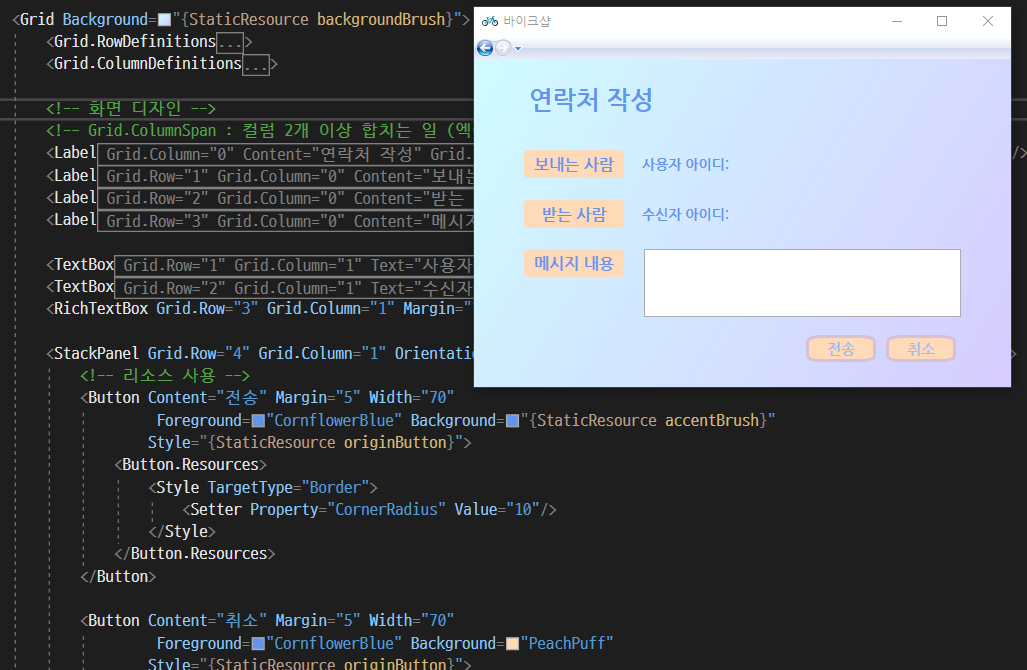 <Grid Background="{StaticResource backgroundBrush}">
<Grid.RowDefinitions...>
<Grid.ColumnDefinitions...>
<!-- 화면 디자인 -->
<!-- Grid.ColumnSpan : 컬럼 2개 이상 합치는 일 (엑
<Label Grid.Column="0" Content="연락처 작성" Grid. />
<Label Grid.Row="1" Grid.Column="0" Content="보내는
<Label Grid.Row="2" Grid.Column="0" Content="받는
<Label Grid.Row="3" Grid.Column="0" Content="메시지
<TextBox Grid.Row="1" Grid.Column="1" Text="사용자
<TextBox Grid.Row="2" Grid.Column="1" Text="수신자
<RichTextBox Grid.Row="3" Grid.Column="1" Margin="
<StackPanel Grid.Row="4" Grid.Column="1" Orientatio >
<!-- 리소스 사용 -->
<Button Content="전송" Margin="5" Width="70"
Foreground="CornflowerBlue" Background="{StaticResource accentBrush}"
Style="{StaticResource originButton}">
<Button.Resources>
<Style TargetType="Border">
<Setter Property="CornerRadius" Value="10"/>
</Style>
</Button.Resources>
</Button>
<Button Content="취소" Margin="5" Width="70"
Foreground="CornflowerBlue" Background="PeachPuff"
Style="{StaticResource originButton}">
바이크샵
연락처 작성
보내는 사람 사용자 아이디:
받는 사람 수신자 아이디:
메시지 내용
전송 취소